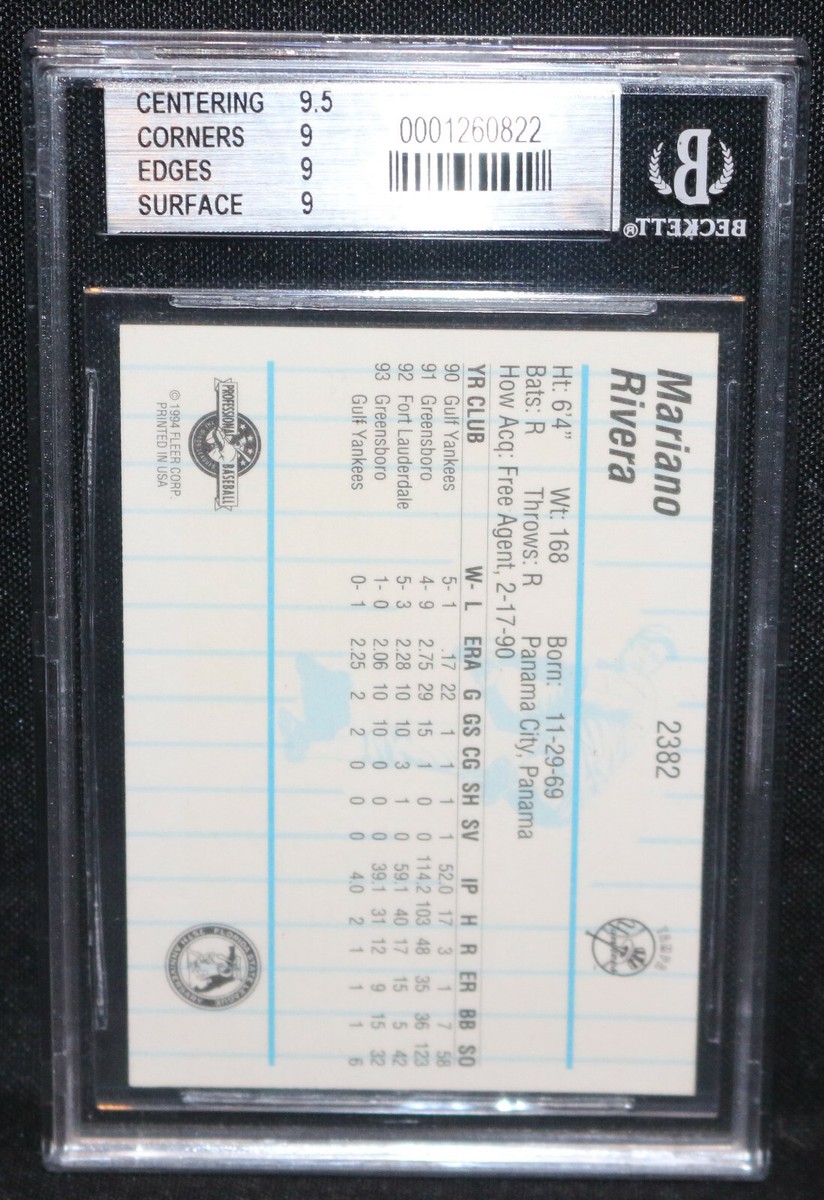 CENTERING 9.5
CORNERS 9
EDGES 9
SURFACE 9
0001260822
BECKETT®
Mariano
Rivera
2382
TAMPA
Yankees
Ht: 6'4" Wt: 168 Born: 11-29-69
Bats: R Throws: R Panama City, Panama
How Acq: Free Agent, 2-17-90
YR CLUB W- L ERA G GS CG SH SV IP H R ER BB SO
90 Gulf Yankees 5- 1 .17 22 1 1 1 1 52.0 17 3 1 7 58
91 Greensboro 4- 9 2.75 29 15 1 0 0 114.2 103 48 35 36 123
92 Fort Lauderdale 5- 3 2.28 10 10 3 1 0 59.1 40 17 15 5 42
93 Greensboro 1- 0 2.06 10 10 0 0 0 39.1 31 12 9 15 32
Gulf Yankees 0- 1 2.25 2 2 0 0 0 4.0 2 1 1 1 6
PROFESSIONAL BASEBALL
© 1994 FLEER CORP.
PRINTED IN USA
FLORIDA STATE LEAGUE